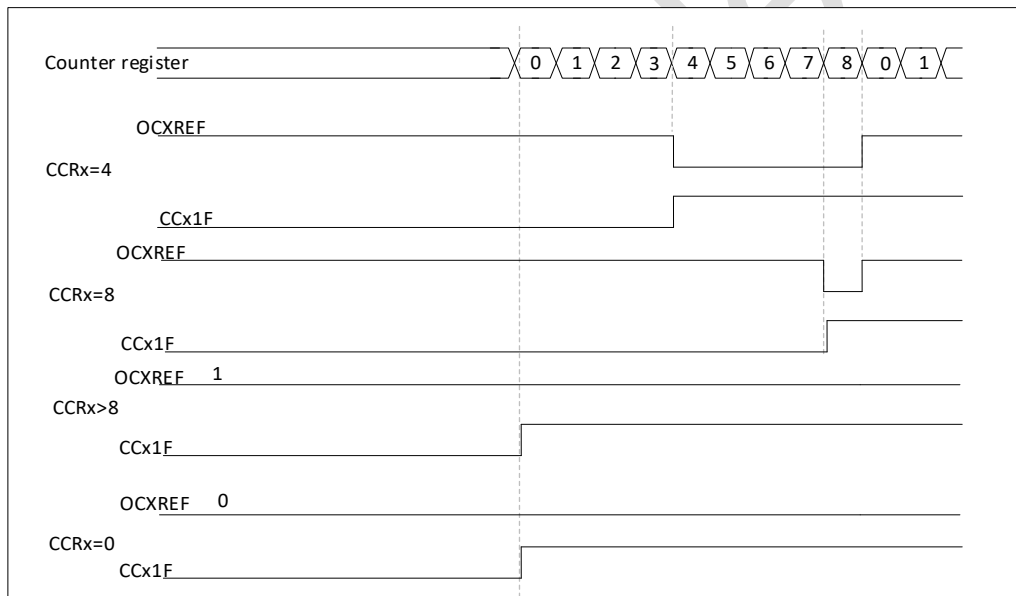 Counter register 0 1 2 3 4 5 6 7 8 0 1
OCXREF
CCRx=4
CCx1F
OCXREF
CCRx=8
CCx1F
OCXREF 1
CCRx>8
CCx1F
OCXREF 0
CCRx=0
CCx1F